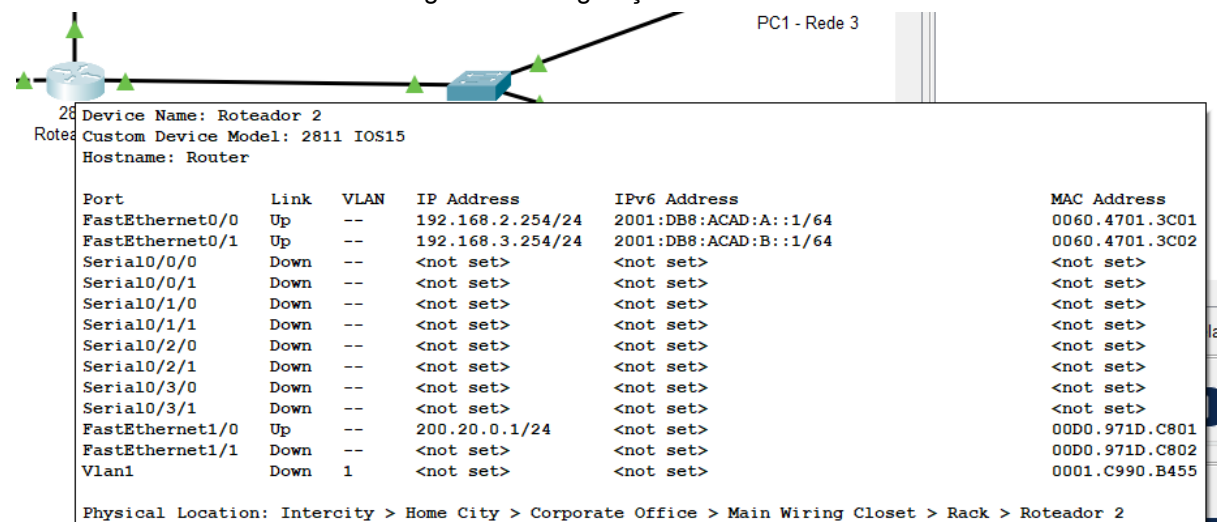 PC1 - Rede 3
28
Rotea
Device Name: Roteador 2
Custom Device Model: 2811 IOS15
Hostname: Router
Port Link VLAN IP Address IPv6 Address MAC Address
FastEthernet0/0 Up -- 192.168.2.254/24 2001:DB8:ACAD:A::1/64 0060.4701.3C01
FastEthernet0/1 Up -- 192.168.3.254/24 2001:DB8:ACAD:B::1/64 0060.4701.3C02
Serial0/0/0 Down -- <not set> <not set> <not set>
Serial0/0/1 Down -- <not set> <not set> <not set>
Serial0/1/0 Down -- <not set> <not set> <not set>
Serial0/1/1 Down -- <not set> <not set> <not set>
Serial0/2/0 Down -- <not set> <not set> <not set>
Serial0/2/1 Down -- <not set> <not set> <not set>
Serial0/3/0 Down -- <not set> <not set> <not set>
Serial0/3/1 Down -- <not set> <not set> <not set>
FastEthernet1/0 Up -- 200.20.0.1/24 <not set> 00D0.971D.C801
FastEthernet1/1 Down -- <not set> <not set> 00D0.971D.C802
Vlan1 Down 1 <not set> <not set> 0001.C990.B455
Physical Location: Intercity > Home City > Corporate Office > Main Wiring Closet > Rack > Roteador 2